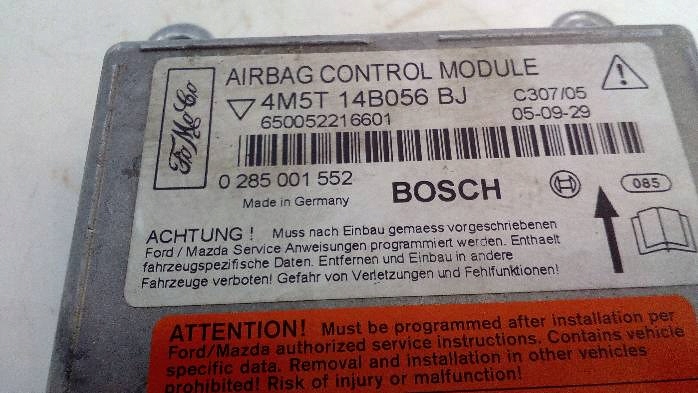 FoMoCo
AIRBAG CONTROL MODULE
4M5T 14B056 BJ C307/05
650052216601 05-09-29
0 285 001 552 BOSCH 085
Made in Germany
ACHTUNG ! Muss nach Einbau gemaess vorgeschriebenen
Ford / Mazda Service Anweisungen programmiert werden. Enthaelt
fahrzeugspezifische Daten. Entfernen und Einbau in andere
Fahrzeuge verboten! Gefahr von Verletzungen und Fehlfunktionen!
ATTENTION! Must be programmed after installation per
Ford/Mazda authorized service instructions. Contains vehicle
specific data. Removal and installation in other vehicles
prohibited! Risk of injury or malfunction!